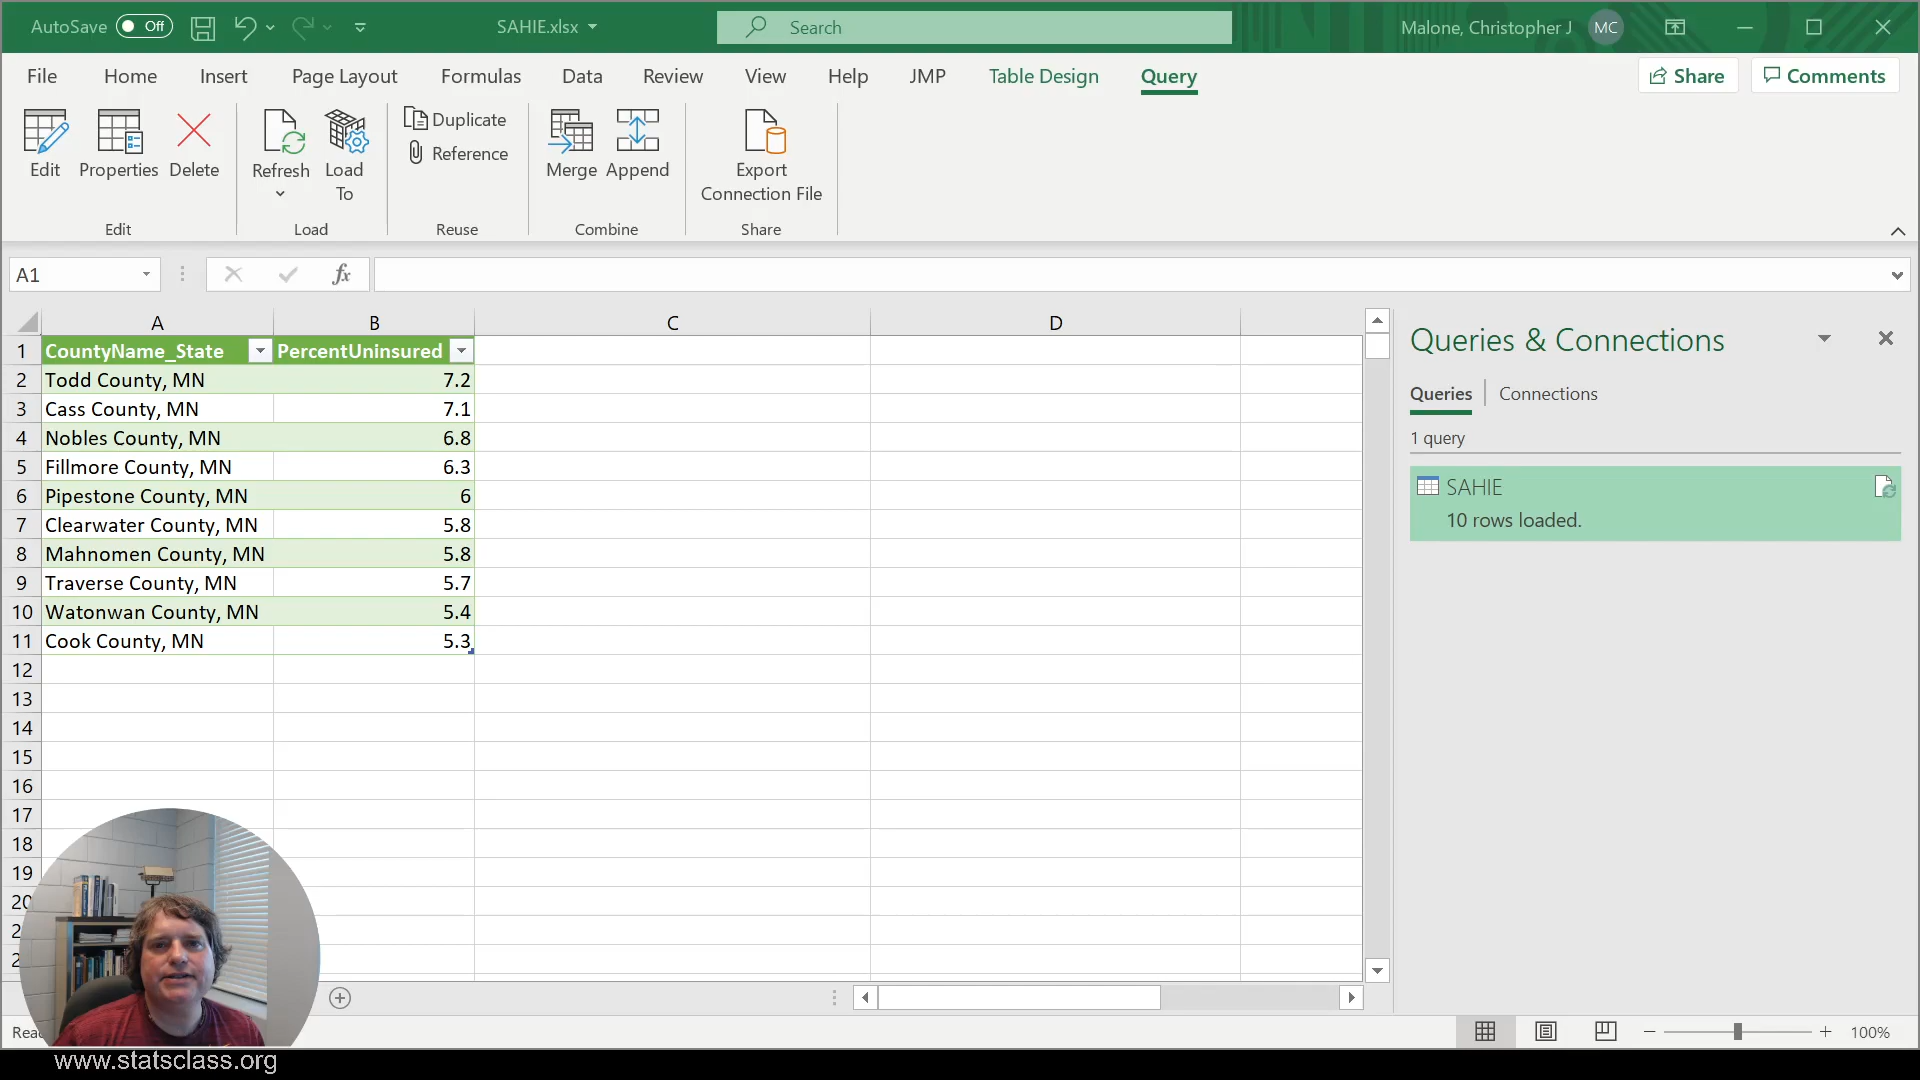 AutoSave Off SAHIE.xlsx Search Malone, Christopher J MC
File Home Insert Page Layout Formulas Data Review View Help JMP Table Design Query Share Comments
Edit Properties Delete Refresh Load To Duplicate Reference Merge Append Export Connection File
Edit Load Reuse Combine Share
A1 fx
A B C D
1 CountyName_State PercentUninsured
2 Todd County, MN 7.2
3 Cass County, MN 7.1
4 Nobles County, MN 6.8
5 Fillmore County, MN 6.3
6 Pipestone County, MN 6
7 Clearwater County, MN 5.8
8 Mahnomen County, MN 5.8
9 Traverse County, MN 5.7
10 Watonwan County, MN 5.4
11 Cook County, MN 5.3
12
13
14
15
16
17
18
19
20
Queries & Connections
Queries Connections
1 query
SAHIE
10 rows loaded.
100%
www.statsclass.org